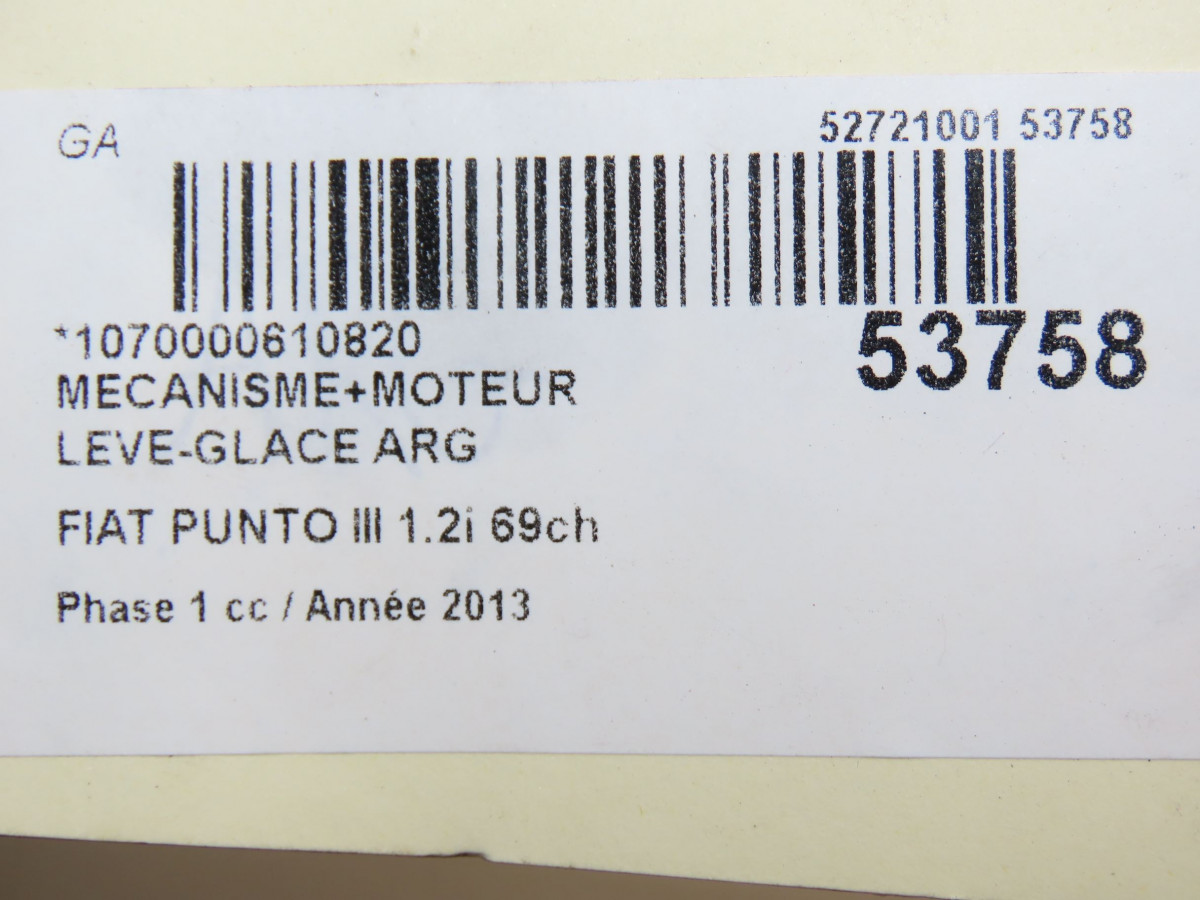 GA
52721001 53758
*1070000610820
53758
MECANISME+MOTEUR
LEVE-GLACE ARG
FIAT PUNTO III 1.2i 69ch
Phase 1 cc / Année 2013